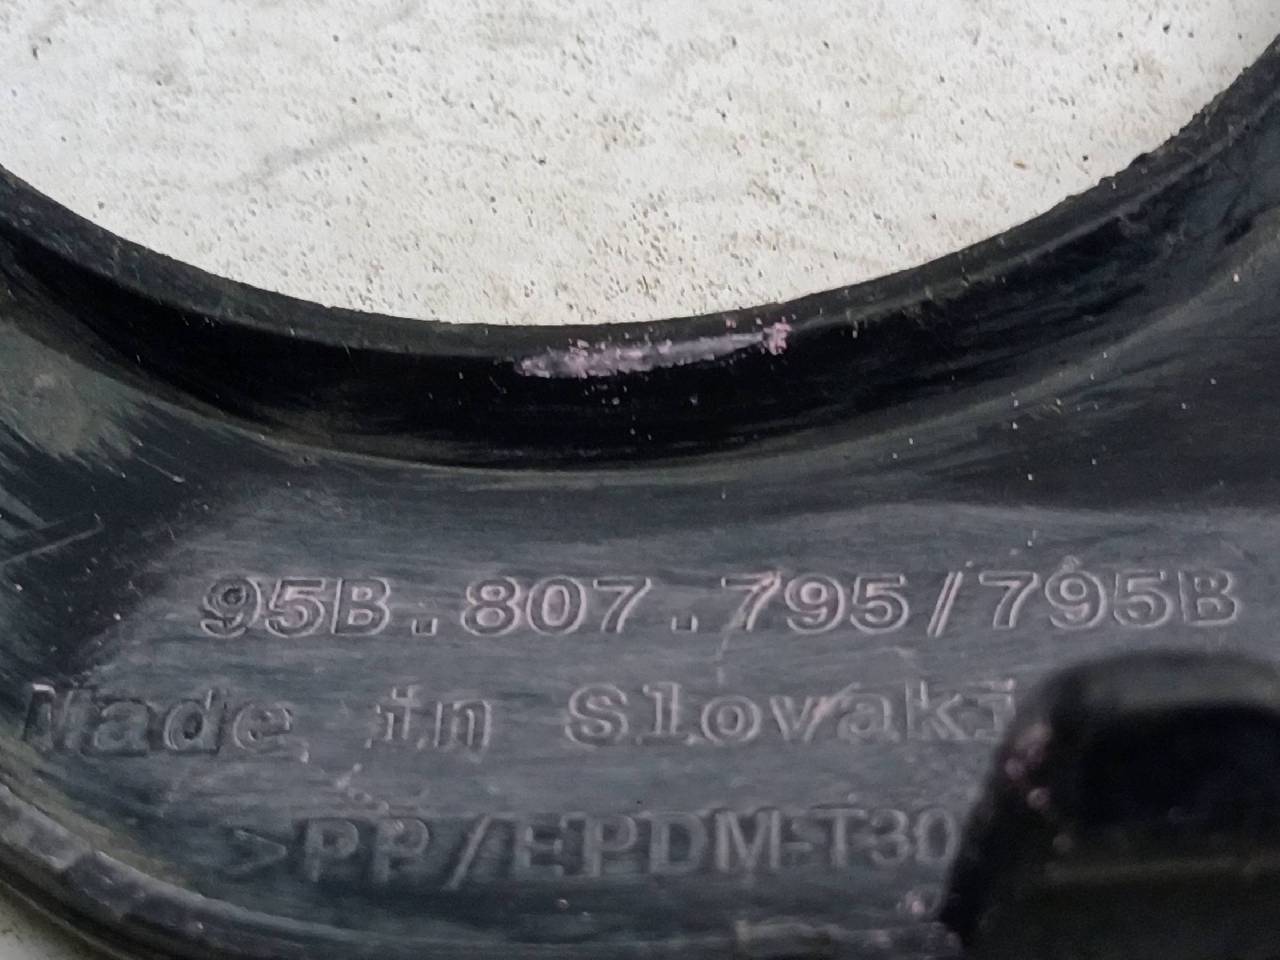 95B.807.795/795B
Made in Slovaki
>PP/EPDM-T30